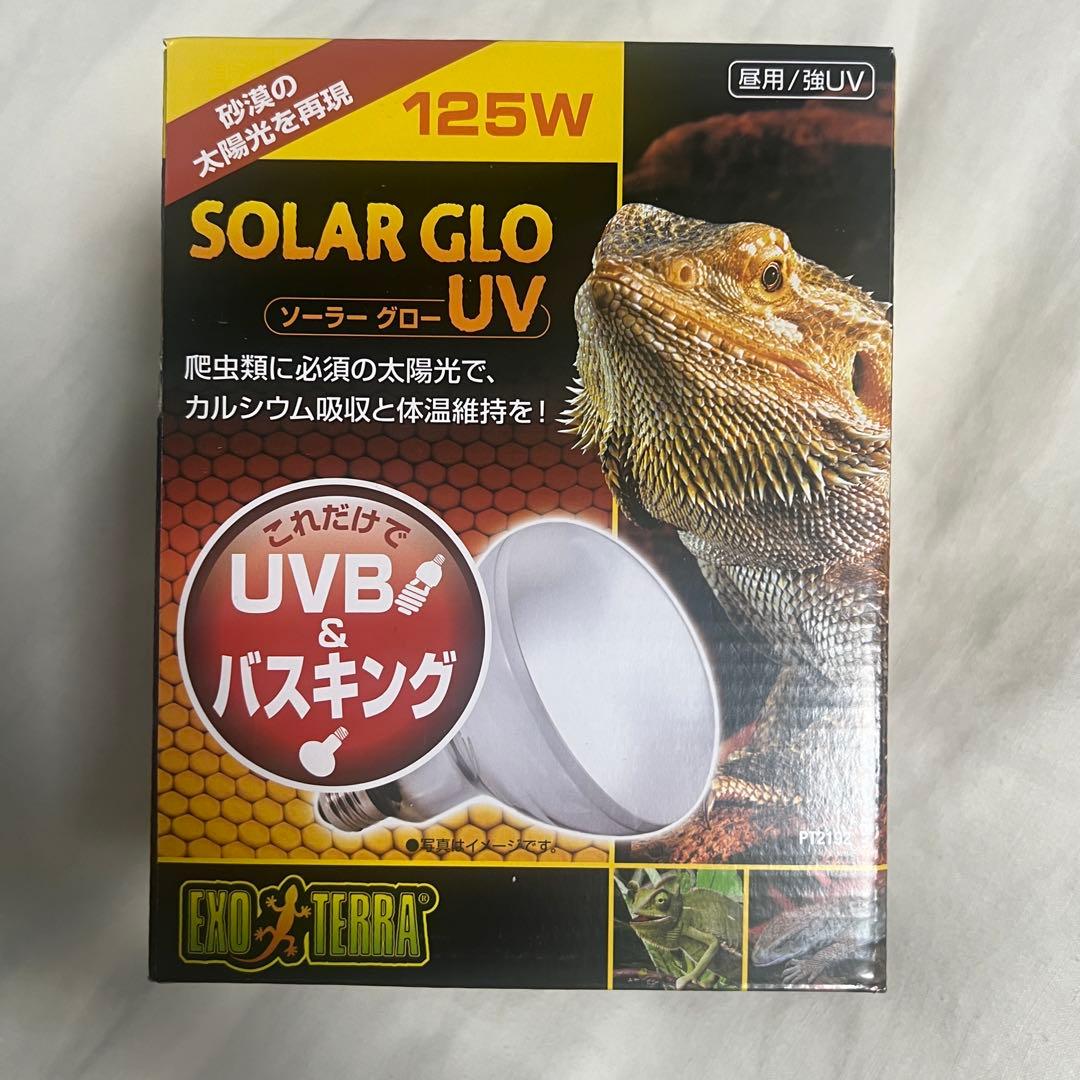 砂漠の
太陽光を再現
125W
昼用/強UV
SOLAR GLO
ソーラー グロー UV
爬虫類に必須の太陽光で、
カルシウム吸収と体温維持を!
これだけで
UVB
&
バスキング
●写真はイメージです。
PT2192
EXO TERRA®